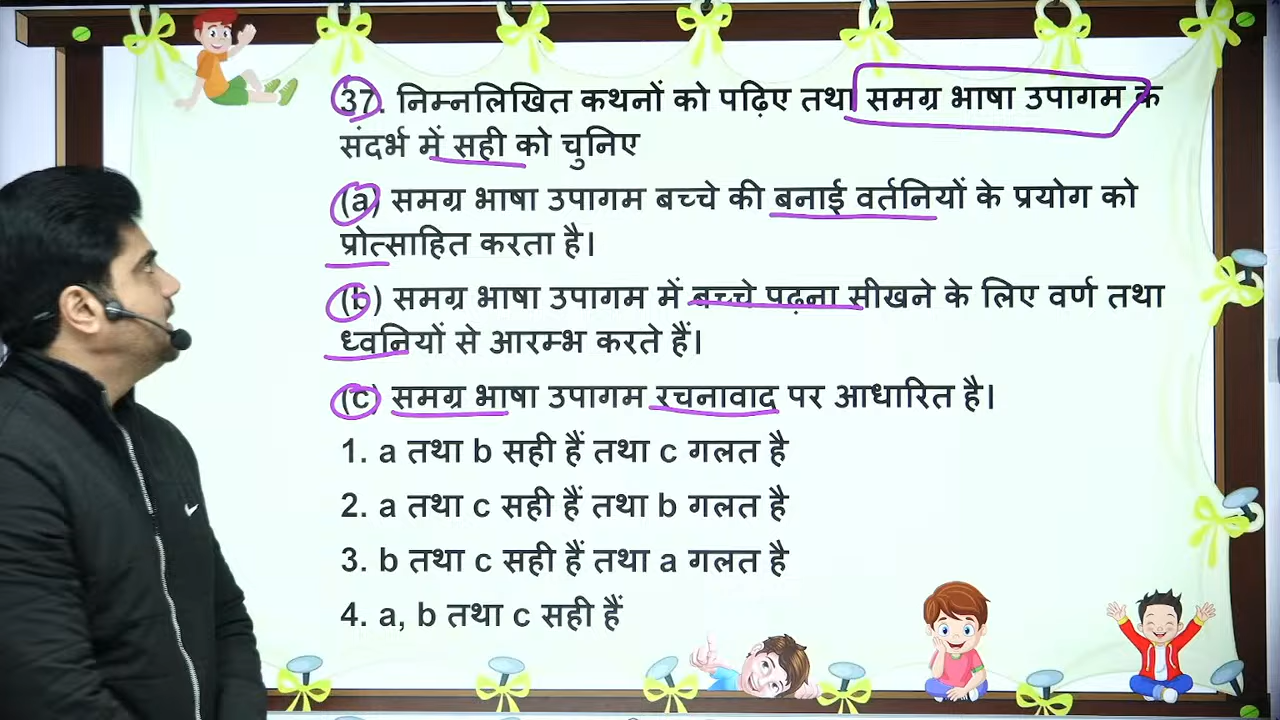 37. निम्नलिखित कथनों को पढ़िए तथा समग्र भाषा उपागम के
संदर्भ में सही को चुनिए
(a) समग्र भाषा उपागम बच्चे की बनाई वर्तनियों के प्रयोग को
प्रोत्साहित करता है।
(b) समग्र भाषा उपागम में बच्चे पढ़ना सीखने के लिए वर्ण तथा
ध्वनियों से आरम्भ करते हैं।
(c) समग्र भाषा उपागम रचनावाद पर आधारित है।
1. a तथा b सही हैं तथा c गलत है
2. a तथा c सही हैं तथा b गलत है
3. b तथा c सही हैं तथा a गलत है
4. a, b तथा c सही हैं